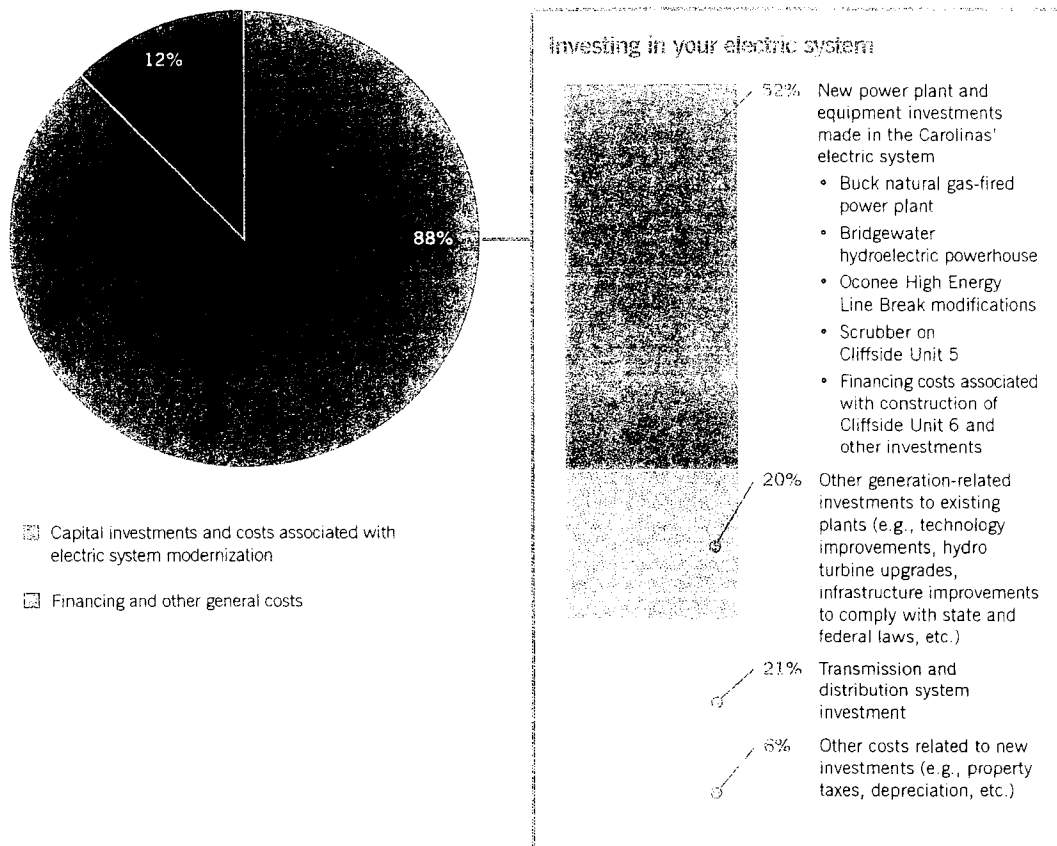 12%
88%
Capital investments and costs associated with
electric system modernization
Financing and other general costs
Investing in your electric system
52% New power plant and
equipment investments
made in the Carolinas'
electric system
• Buck natural gas-fired
power plant
• Bridgewater
hydroelectric powerhouse
• Oconee High Energy
Line Break modifications
• Scrubber on
Cliffside Unit 5
• Financing costs associated
with construction of
Cliffside Unit 6 and
other investments
20% Other generation-related
investments to existing
plants (e.g., technology
improvements, hydro
turbine upgrades,
infrastructure improvements
to comply with state and
federal laws, etc.)
21% Transmission and
distribution system
investment
6% Other costs related to new
investments (e.g., property
taxes, depreciation, etc.)